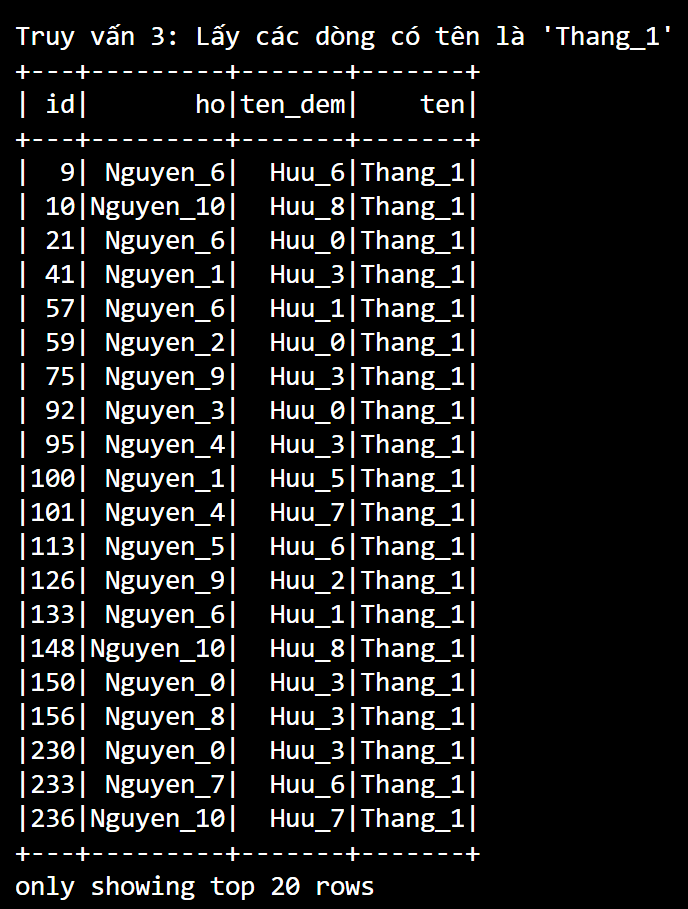 Truy vấn 3: Lấy các dòng có tên là 'Thang_1'
+---+---------+-------+-------+
| id|       ho|ten_dem|    ten|
+---+---------+-------+-------+
|  9| Nguyen_6|  Huu_6|Thang_1|
| 10|Nguyen_10|  Huu_8|Thang_1|
| 21| Nguyen_6|  Huu_0|Thang_1|
| 41| Nguyen_1|  Huu_3|Thang_1|
| 57| Nguyen_6|  Huu_1|Thang_1|
| 59| Nguyen_2|  Huu_0|Thang_1|
| 75| Nguyen_9|  Huu_3|Thang_1|
| 92| Nguyen_3|  Huu_0|Thang_1|
| 95| Nguyen_4|  Huu_3|Thang_1|
|100| Nguyen_1|  Huu_5|Thang_1|
|101| Nguyen_4|  Huu_7|Thang_1|
|113| Nguyen_5|  Huu_6|Thang_1|
|126| Nguyen_9|  Huu_2|Thang_1|
|133| Nguyen_6|  Huu_1|Thang_1|
|148|Nguyen_10|  Huu_8|Thang_1|
|150| Nguyen_0|  Huu_3|Thang_1|
|156| Nguyen_8|  Huu_3|Thang_1|
|230| Nguyen_0|  Huu_3|Thang_1|
|233| Nguyen_7|  Huu_6|Thang_1|
|236|Nguyen_10|  Huu_7|Thang_1|
+---+---------+-------+-------+
only showing top 20 rows